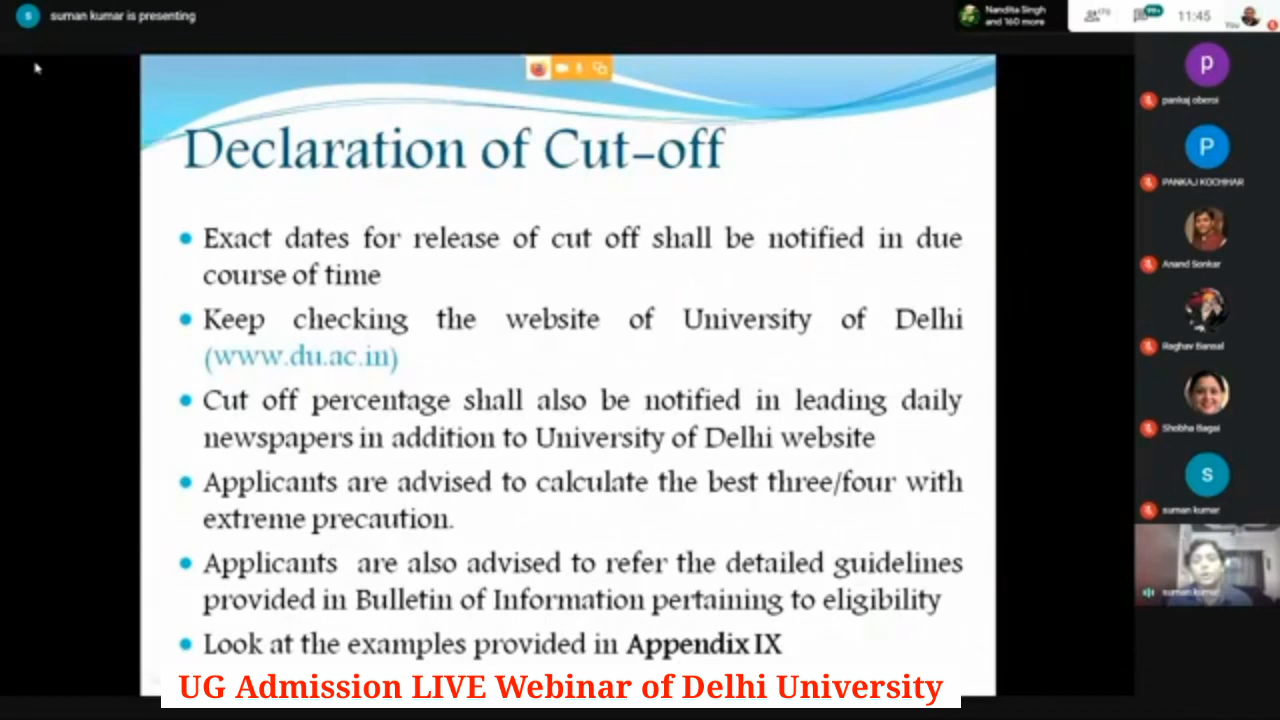 S
suman kumar is presenting
Nandita Singh
and 160 more
170
99+
11:45
You
Declaration of Cut-off
Exact dates for release of cut off shall be notified in due
course of time
Keep checking the website of University of Delhi
(www.du.ac.in)
Cut off percentage shall also be notified in leading daily
newspapers in addition to University of Delhi website
Applicants are advised to calculate the best three/four with
extreme precaution.
Applicants are also advised to refer the detailed guidelines
provided in Bulletin of Information pertaining to eligibility
Look at the examples provided in Appendix IX
UG Admission LIVE Webinar of Delhi University
p
pankaj oberoi
P
PANKAJ KOCHHAR
Anand Sonkar
Raghav Bansal
Shobha Bagai
S
suman kumar
suman kumar